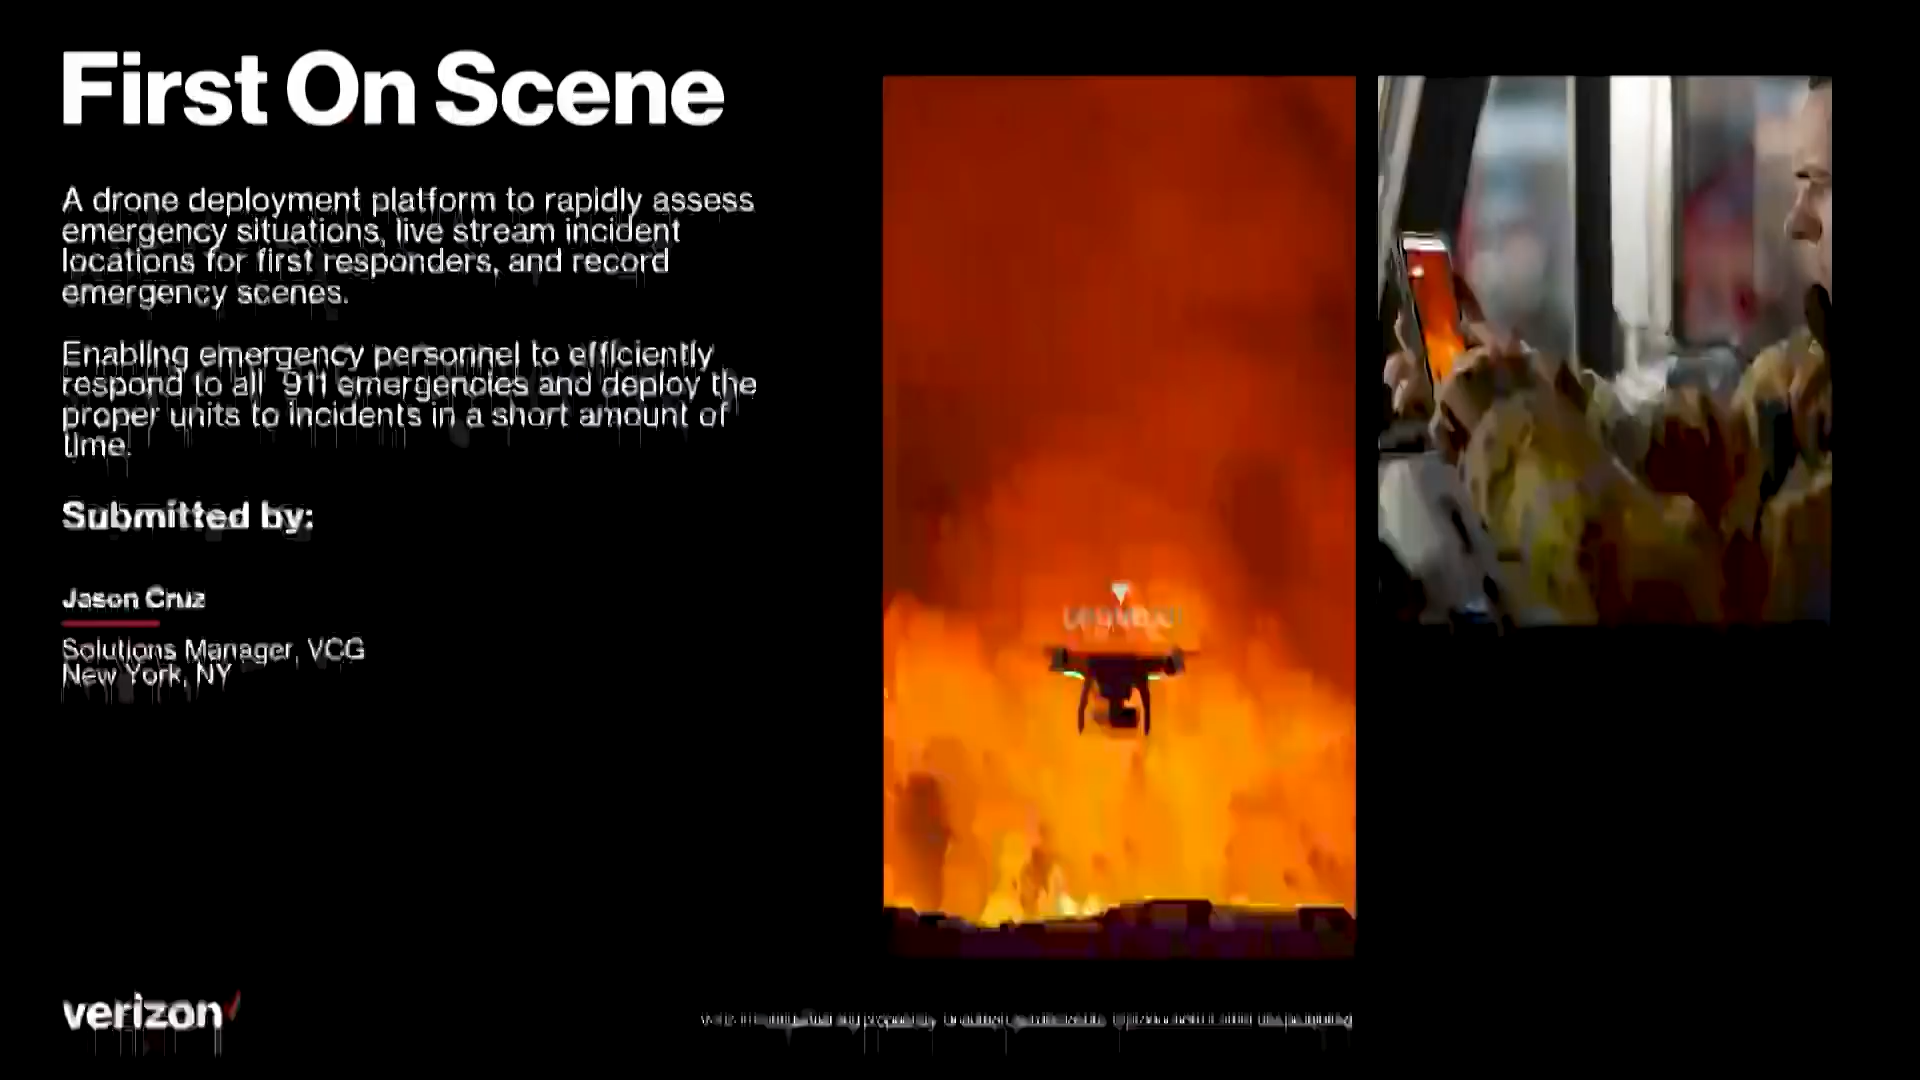 First On Scene
A drone deployment platform to rapidly assess
emergency situations, live stream incident
locations for first responders, and record
emergency scenes.
Enabling emergency personnel to efficiently
respond to all 911 emergencies and deploy the
proper units to incidents in a short amount of
time.
Submitted by:
Jason Cruz
Solutions Manager, VCG
New York, NY
verizon